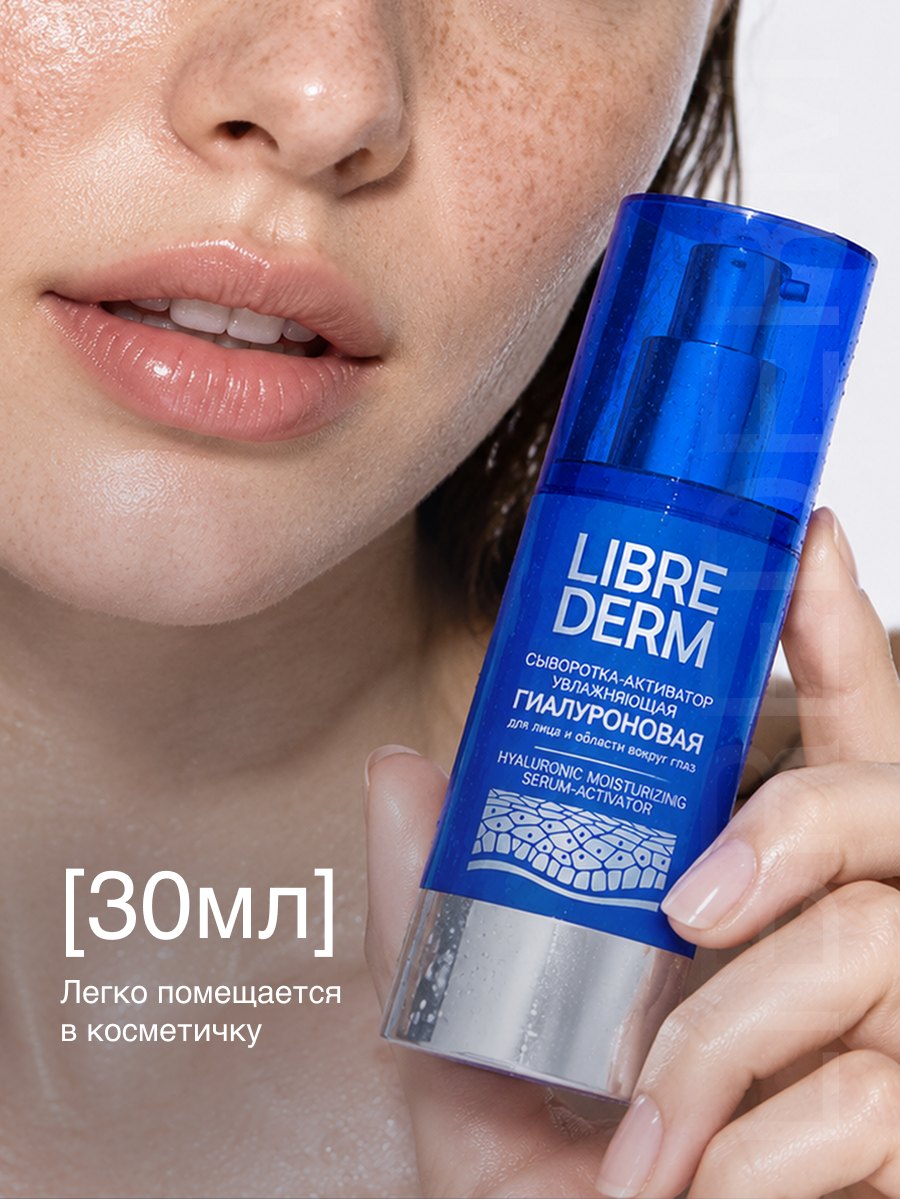 LIBRE
DERM
СЫВОРОТКА-АКТИВАТОР
УВЛАЖНЯЮЩАЯ
ГИАЛУРОНОВАЯ
для лица и области вокруг глаз
HYALURONIC MOISTURIZING
SERUM-ACTIVATOR
[30мл]
Легко помещается
в косметичку